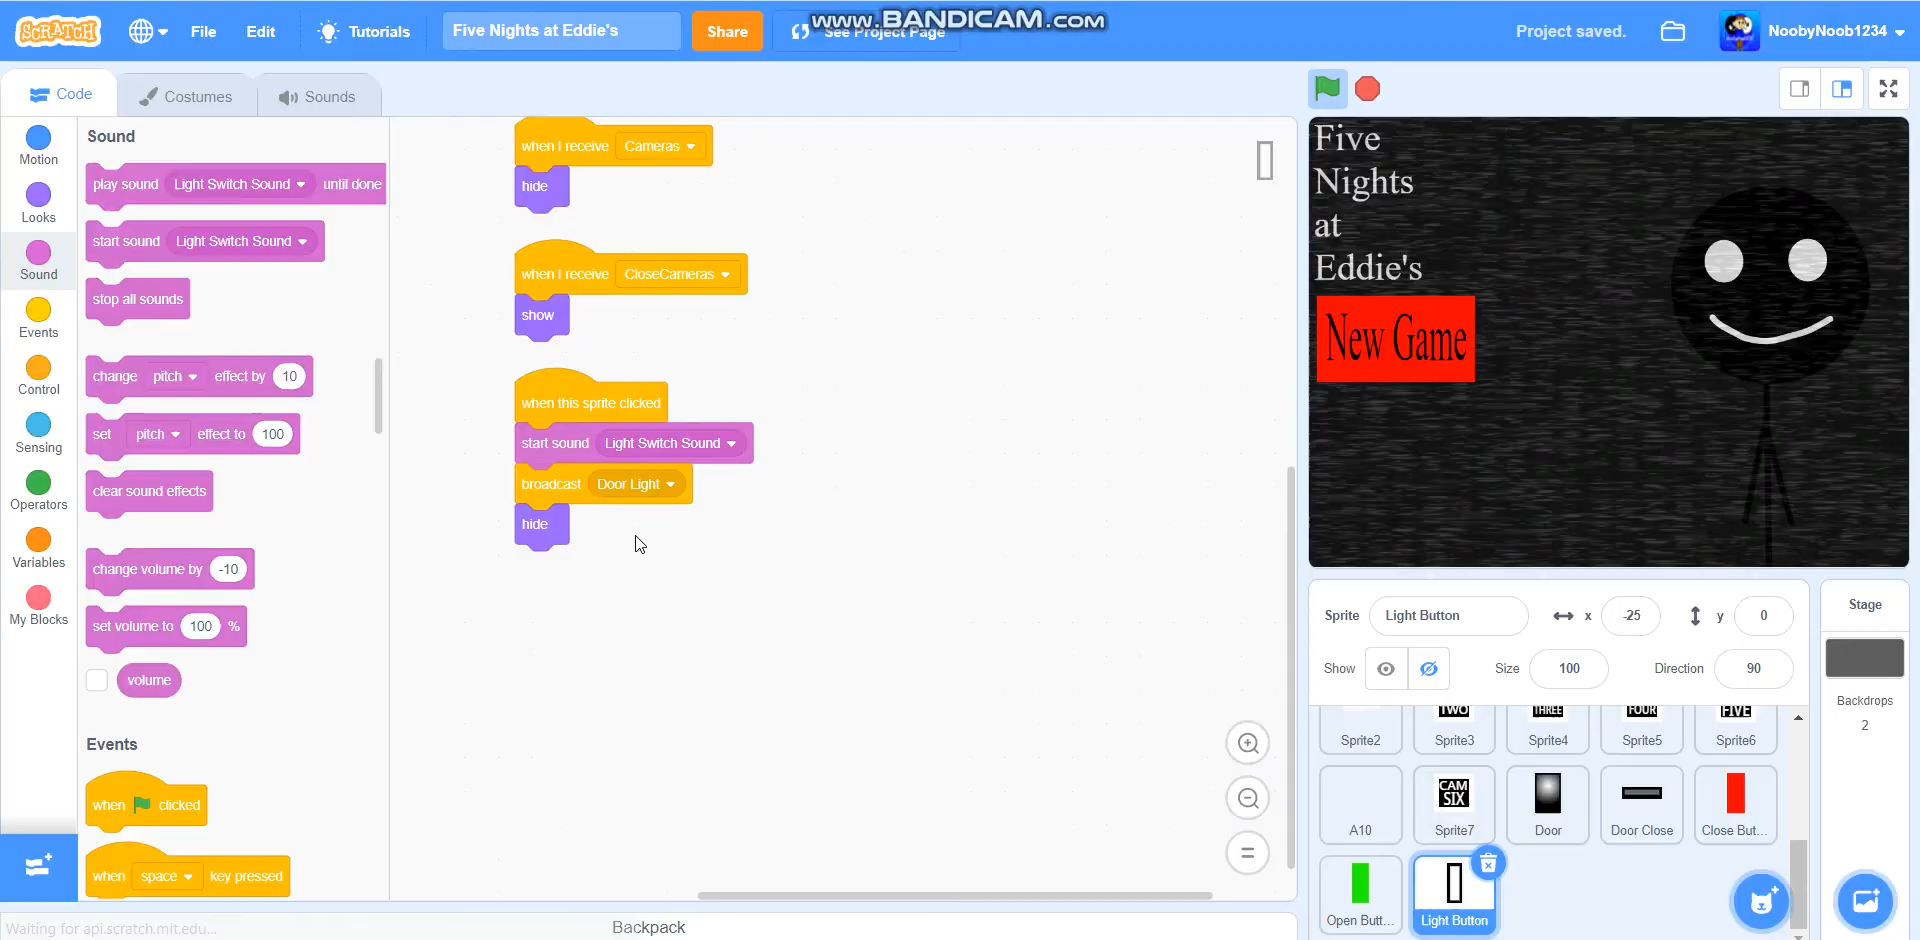 SCRATCH
File
Edit
Tutorials
Five Nights at Eddie's
Share
See Project Page
www.BANDICAM.com
Project saved.
NoobyNoob1234
Code
Costumes
Sounds
Motion
Looks
Sound
Events
Control
Sensing
Operators
Variables
My Blocks
Sound
play sound Light Switch Sound until done
start sound Light Switch Sound
stop all sounds
change pitch effect by 10
set pitch effect to 100
clear sound effects
change volume by -10
set volume to 100 %
volume
Events
when clicked
when space key pressed
when I receive Cameras
hide
when I receive CloseCameras
show
when this sprite clicked
start sound Light Switch Sound
broadcast Door Light
hide
Five
Nights
at
Eddie's
New Game
Sprite Light Button x -25 y 0
Show Size 100 Direction 90
Stage
Backdrops
2
TWO
THREE
FOUR
FIVE
Sprite2
Sprite3
Sprite4
Sprite5
Sprite6
CAM
SIX
A10
Sprite7
Door
Door Close
Close But...
Open Butt...
Light Button
Backpack
Waiting for api.scratch.mit.edu...